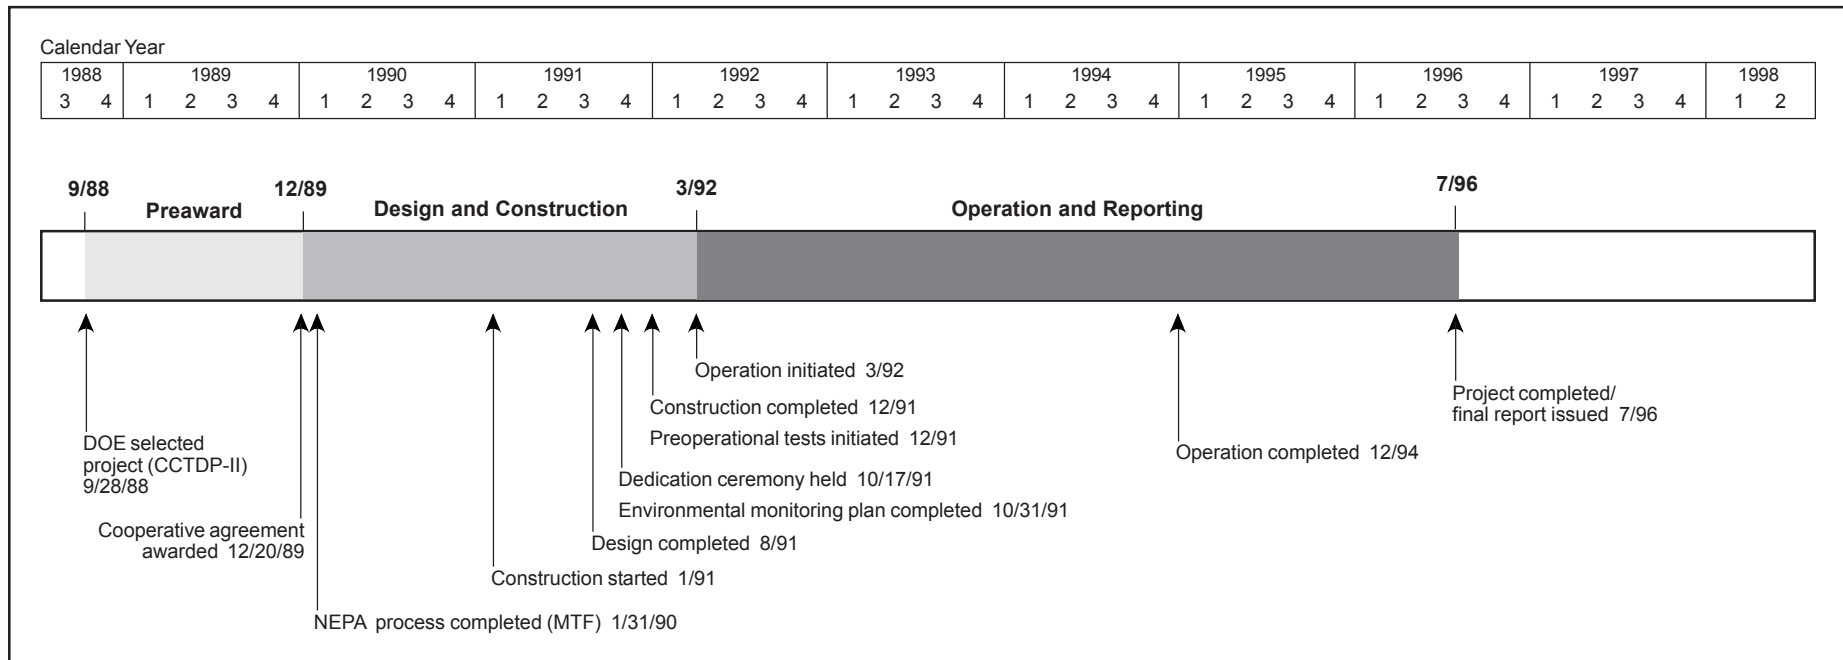 Calendar Year
1988 1989 1990 1991 1992 1993 1994 1995 1996 1997 1998
3 4 1 2 3 4 1 2 3 4 1 2 3 4 1 2 3 4 1 2 3 4 1 2 3 4 1 2 3 4 1 2 3 4 1 2 3 4 1 2
9/88 12/89 3/92 7/96
Preaward Design and Construction Operation and Reporting
Operation initiated 3/92
Construction completed 12/91
Preoperational tests initiated 12/91
Project completed/
final report issued 7/96
DOE selected
project (CCTDP-II)
9/28/88
Operation completed 12/94
Dedication ceremony held 10/17/91
Environmental monitoring plan completed 10/31/91
Cooperative agreement
awarded 12/20/89
Design completed 8/91
Construction started 1/91
NEPA process completed (MTF) 1/31/90